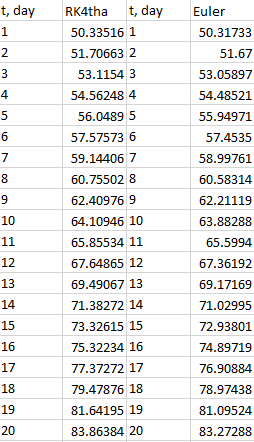 t, day RK4tha t, day Euler
1 50.33516 1 50.31733
2 51.70663 2 51.67
3 53.1154 3 53.05897
4 54.56248 4 54.48521
5 56.0489 5 55.94971
6 57.57573 6 57.4535
7 59.14406 7 58.99761
8 60.75502 8 60.58314
9 62.40976 9 62.21119
10 64.10946 10 63.88288
11 65.85534 11 65.5994
12 67.64865 12 67.36192
13 69.49067 13 69.17169
14 71.38272 14 71.02995
15 73.32615 15 72.93801
16 75.32234 16 74.89719
17 77.37272 17 76.90884
18 79.47876 18 78.97438
19 81.64195 19 81.09524
20 83.86384 20 83.27288